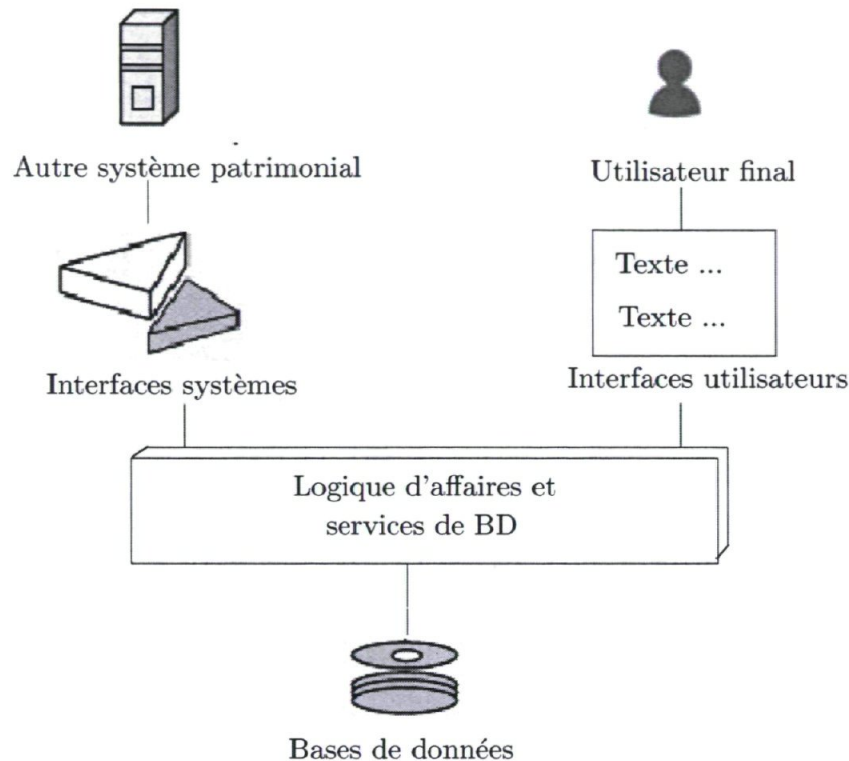 Autre système patrimonial
Utilisateur final
Texte ...
Texte ...
Interfaces systèmes
Interfaces utilisateurs
Logique d'affaires et
services de BD
Bases de données